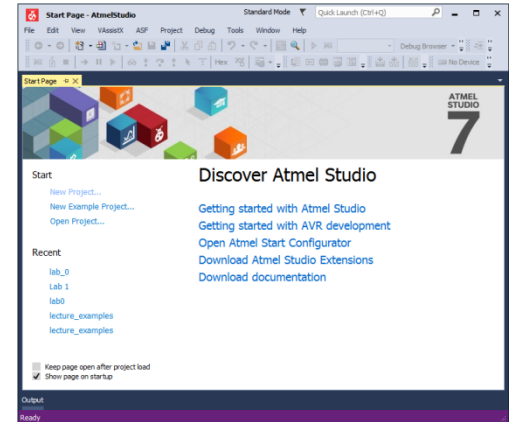 Start Page - AtmelStudio
Standard Mode
Quick Launch (Ctrl+Q)
File Edit View VAssistX ASF Project Debug Tools Window Help
Debug Browser
Hex
No Device
Start Page
ATMEL
STUDIO
7
Start
New Project...
New Example Project...
Open Project...
Recent
lab_0
Lab 1
lab0
lecture_examples
lecture_examples
Keep page open after project load
Show page on startup
Discover Atmel Studio
Getting started with Atmel Studio
Getting started with AVR development
Open Atmel Start Configurator
Download Atmel Studio Extensions
Download documentation
Output
Ready